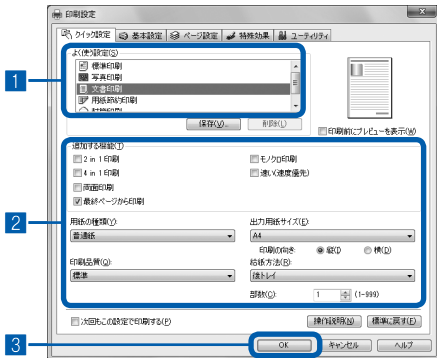 印刷設定
クイック設定 基本設定 ページ設定 特殊効果 ユーティリティ
よく使う設定(S)
標準印刷
写真印刷
文書印刷
用紙節約印刷
封筒印刷
保存(V)... 削除(L)
印刷前にプレビューを表示(W)
追加する機能(T)
2 in 1 印刷 モノクロ印刷
4 in 1 印刷 速い(速度優先)
両面印刷
最終ページから印刷
用紙の種類(Y): 出力用紙サイズ(F):
普通紙 A4
印刷の向き: 縦(I) 横(D)
印刷品質(Q): 給紙方法(R):
標準 後トレイ
部数(C): 1 (1-999)
次回もこの設定で印刷する(P)
操作説明(N) 標準に戻す(E)
OK キャンセル ヘルプ
1
2
3